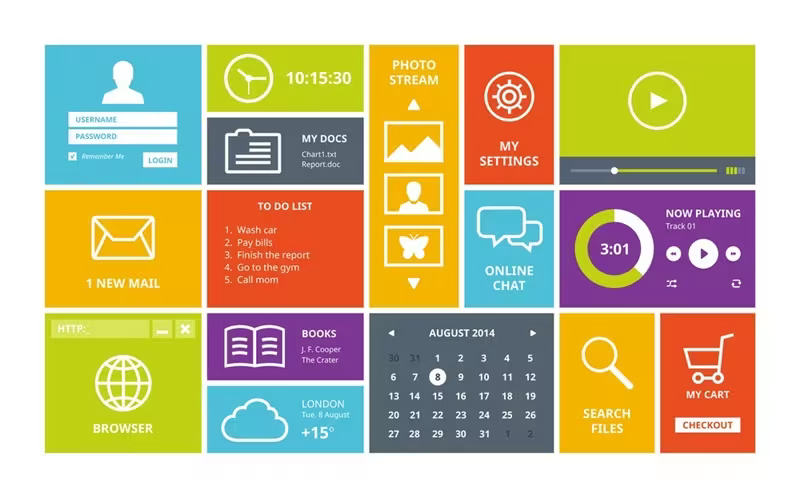 USERNAME
PASSWORD
Remember Me
LOGIN
10:15:30
MY DOCS
Chart1.txt
Report.doc
PHOTO
STREAM
MY
SETTINGS
1 NEW MAIL
TO DO LIST
1. Wash car
2. Pay bills
3. Finish the report
4. Go to the gym
5. Call mom
ONLINE
CHAT
NOW PLAYING
Track 01
3:01
HTTP:_
BROWSER
BOOKS
J. F. Cooper
The Crater
LONDON
Tue, 8 August
+15°
AUGUST 2014
30 31 1 2 3 4 5
6 7 8 9 10 11 12
13 14 15 16 17 18 19
20 21 22 23 24 25 26
27 28 29 30 31 1 2
SEARCH
FILES
MY CART
CHECKOUT